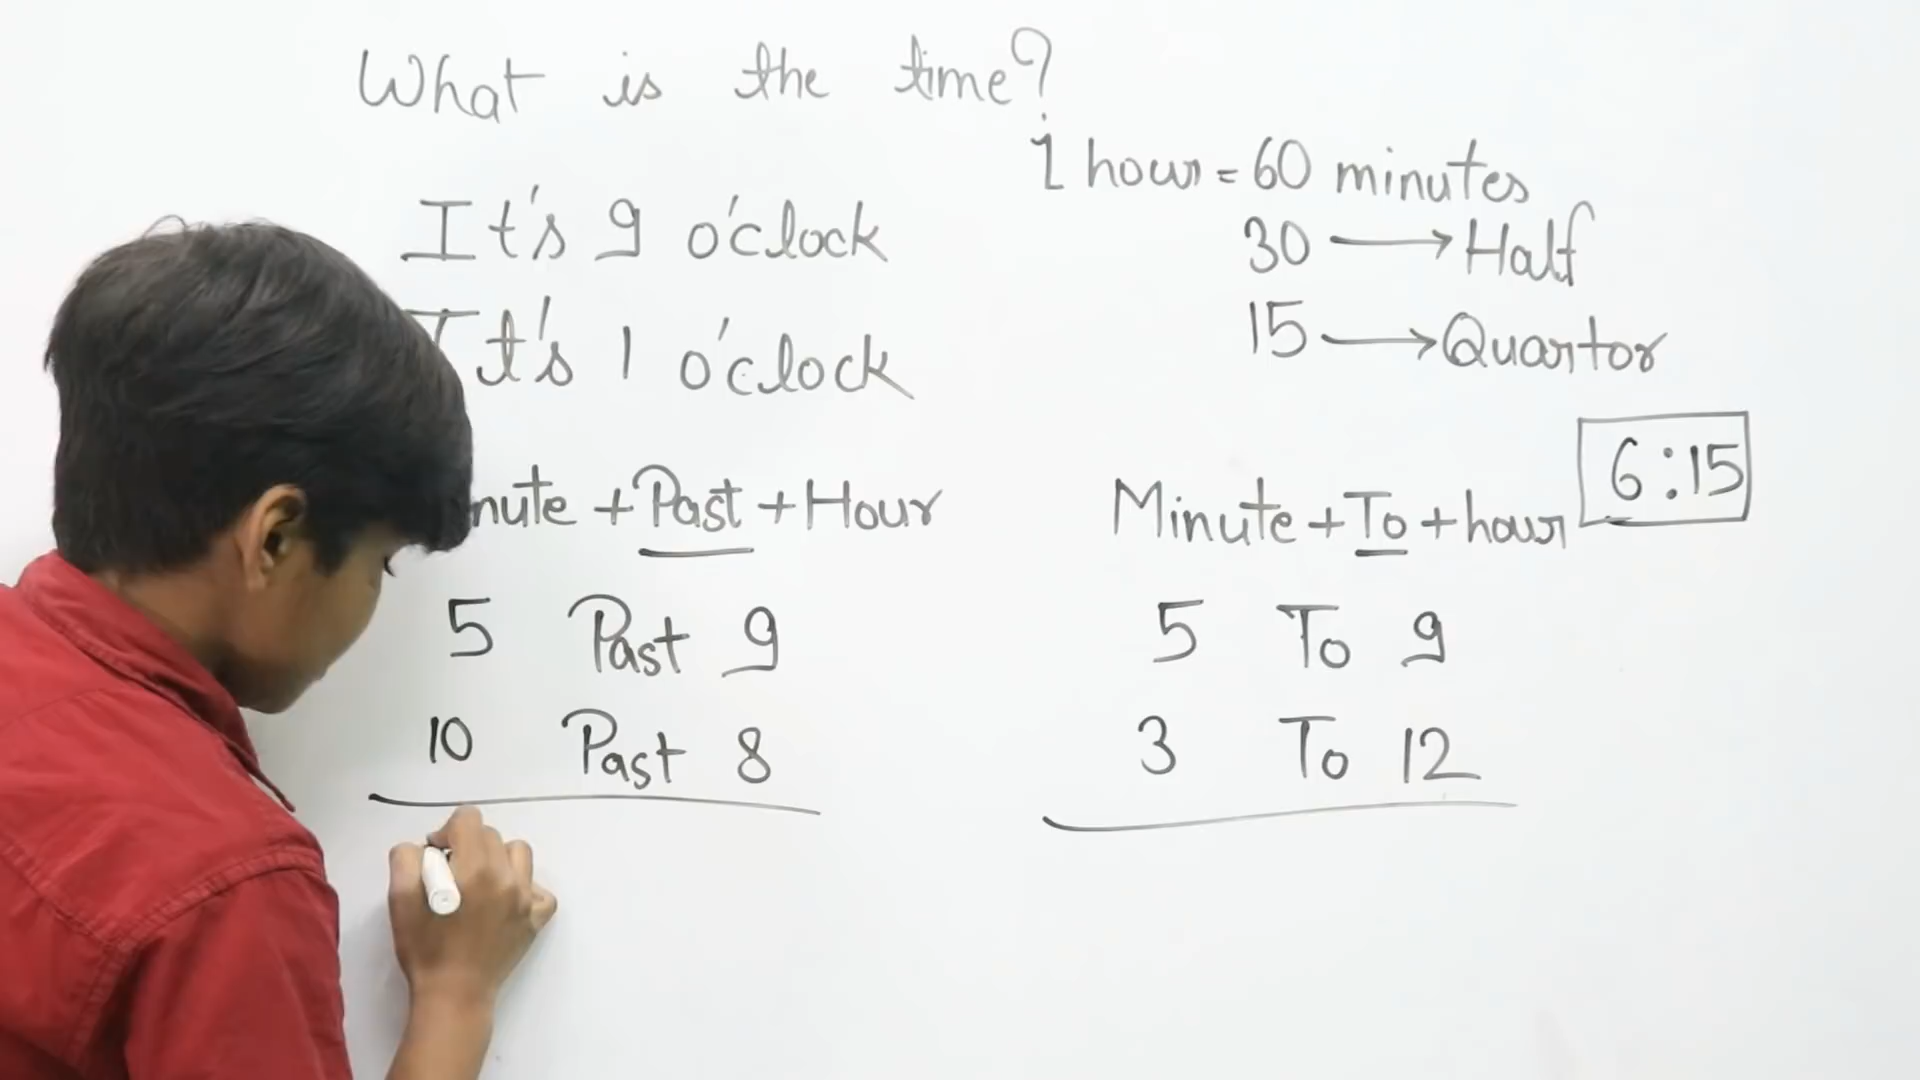 What is the time?
1 hour = 60 minutes
30 → Half
15 → Quartor
It's 9 o'clock
It's 1 o'clock
nute + Past + Hour
5 Past 9
10 Past 8
Minute + To + hour
6:15
5 To 9
3 To 12